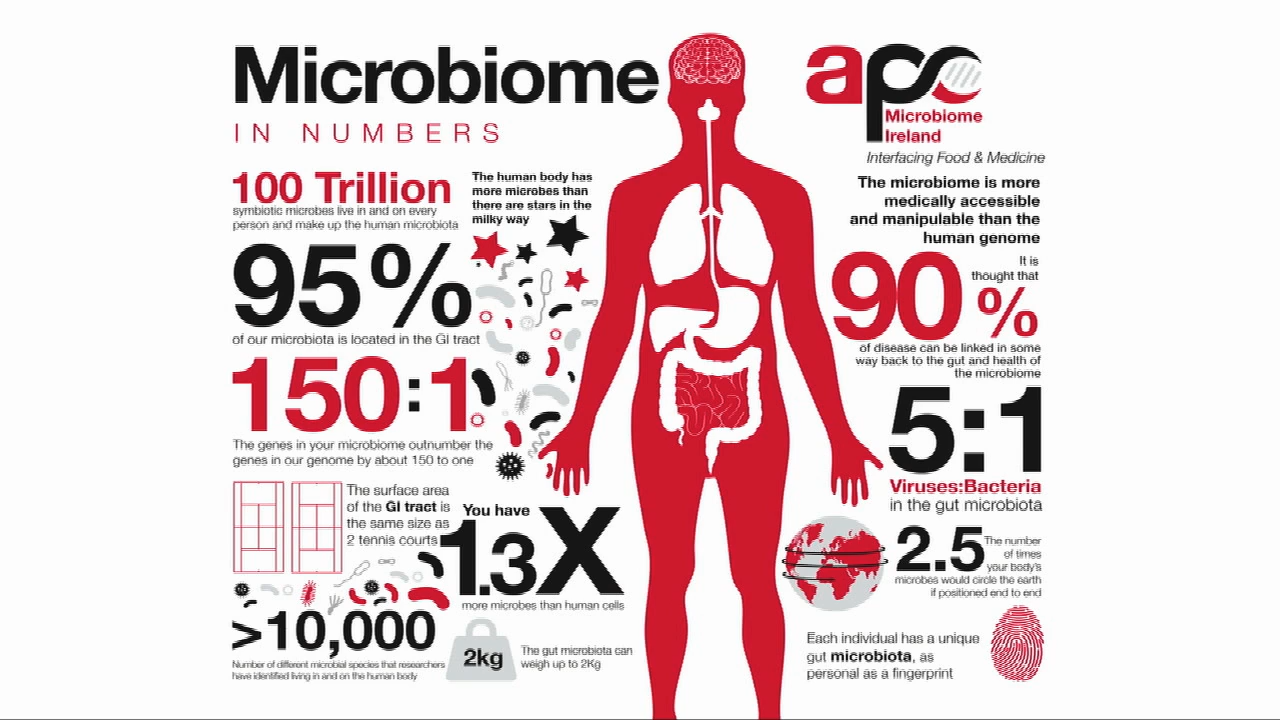 Microbiome
IN NUMBERS
100 Trillion
symbiotic microbes live in and on every
person and make up the human microbiota
The human body has
more microbes than
there are stars in the
milky way
95%
of our microbiota is located in the GI tract
150:1
The genes in your microbiome outnumber the
genes in our genome by about 150 to one
The surface area
of the GI tract is
the same size as
2 tennis courts
You have
1.3X
more microbes than human cells
>10,000
Number of different microbial species that researchers
have identified living in and on the human body
2kg
The gut microbiota can
weigh up to 2Kg
apc
Microbiome
Ireland
Interfacing Food & Medicine
The microbiome is more
medically accessible
and manipulable than the
human genome
It is
thought that
90%
of disease can be linked in some
way back to the gut and health of
the microbiome
5:1
Viruses:Bacteria
in the gut microbiota
2.5
The number
of times
your body's
microbes would circle the earth
if positioned end to end
Each individual has a unique
gut microbiota, as
personal as a fingerprint